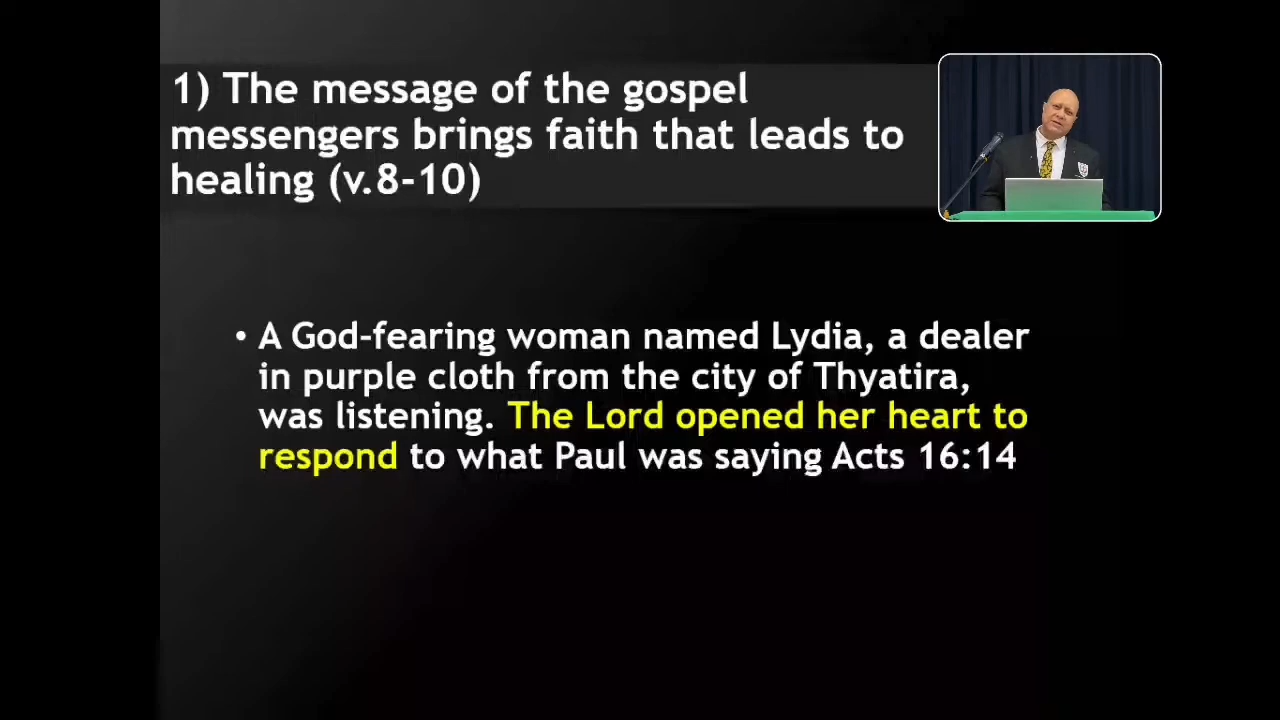 1) The message of the gospel
messengers brings faith that leads to
healing (v.8-10)
• A God-fearing woman named Lydia, a dealer
in purple cloth from the city of Thyatira,
was listening. The Lord opened her heart to
respond to what Paul was saying Acts 16:14